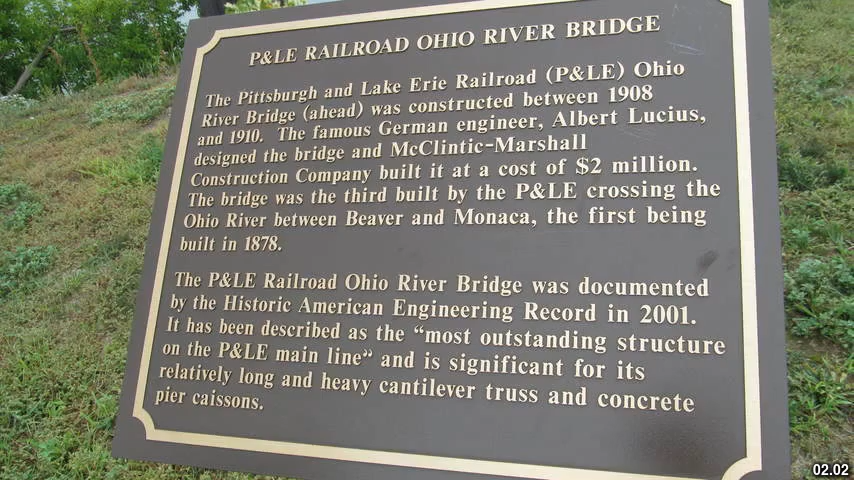 P&LE RAILROAD OHIO RIVER BRIDGE
The Pittsburgh and Lake Erie Railroad (P&LE) Ohio
River Bridge (ahead) was constructed between 1908
and 1910. The famous German engineer, Albert Lucius,
designed the bridge and McClintic-Marshall
Construction Company built it at a cost of $2 million.
The bridge was the third built by the P&LE crossing the
Ohio River between Beaver and Monaca, the first being
built in 1878.
The P&LE Railroad Ohio River Bridge was documented
by the Historic American Engineering Record in 2001.
It has been described as the “most outstanding structure
on the P&LE main line” and is significant for its
relatively long and heavy cantilever truss and concrete
pier caissons.
02.02